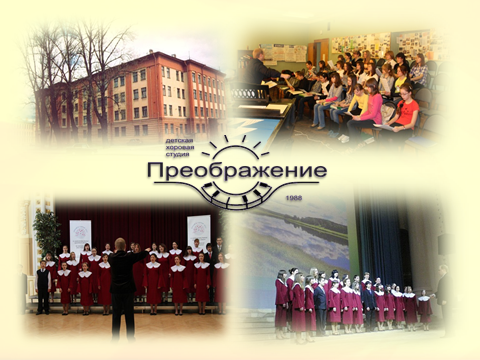 детская
хоровая
студия
Преображение
1988